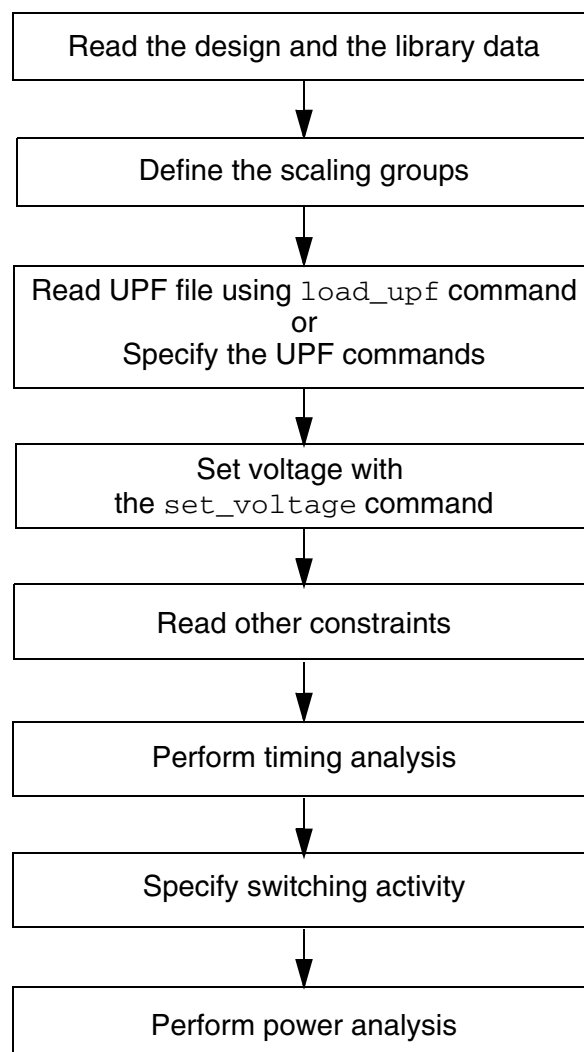 Read the design and the library data
Define the scaling groups
Read UPF file using load_upf command
or
Specify the UPF commands
Set voltage with
the set_voltage command
Read other constraints
Perform timing analysis
Specify switching activity
Perform power analysis